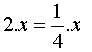 2.x = 1/4.x